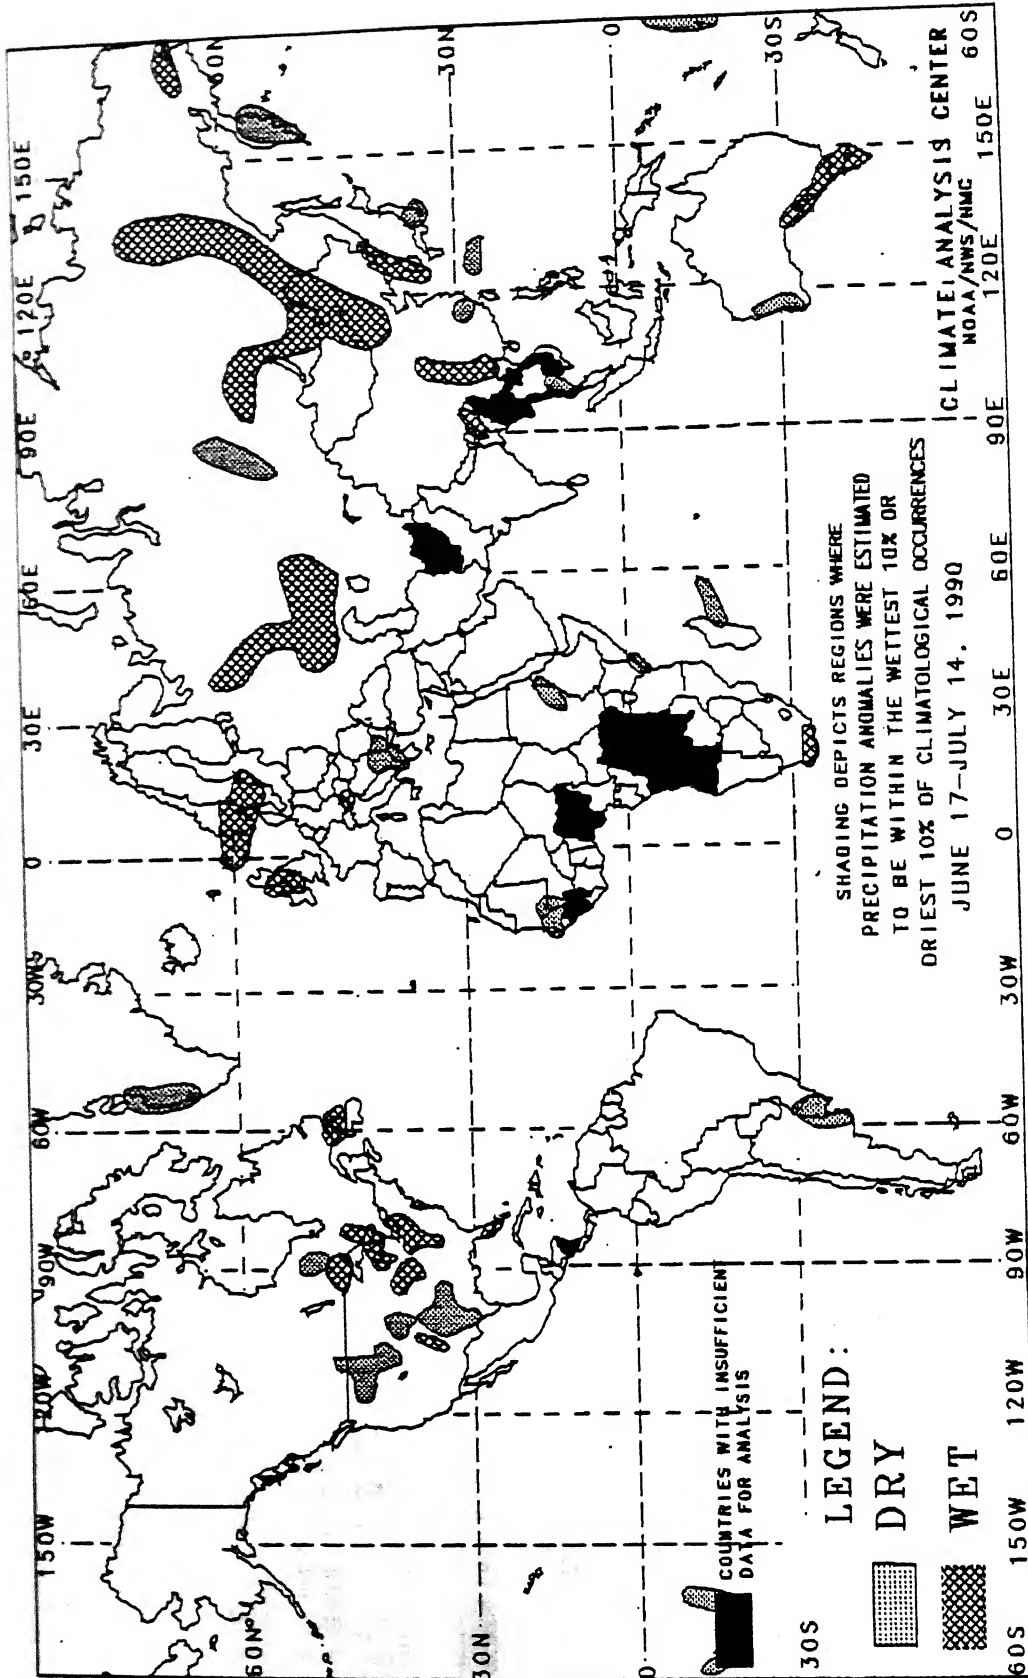 150W
120W
90W
60W
30W
0
30E
60E
90E
120E
150E
60N
60N
30N
30N
0
0
30S
30S
60S
60S
COUNTRIES WITH INSUFFICIENT
DATA FOR ANALYSIS
LEGEND:
DRY
WET
SHADING DEPICTS REGIONS WHERE
PRECIPITATION ANOMALIES WERE ESTIMATED
TO BE WITHIN THE WETTEST 10% OR
DRIEST 10% OF CLIMATOLOGICAL OCCURRENCES
JUNE 17-JULY 14, 1990
CLIMATE ANALYSIS CENTER
NOAA/NWS/NMC
150W
120W
90W
60W
30W
0
30E
60E
90E
120E
150E